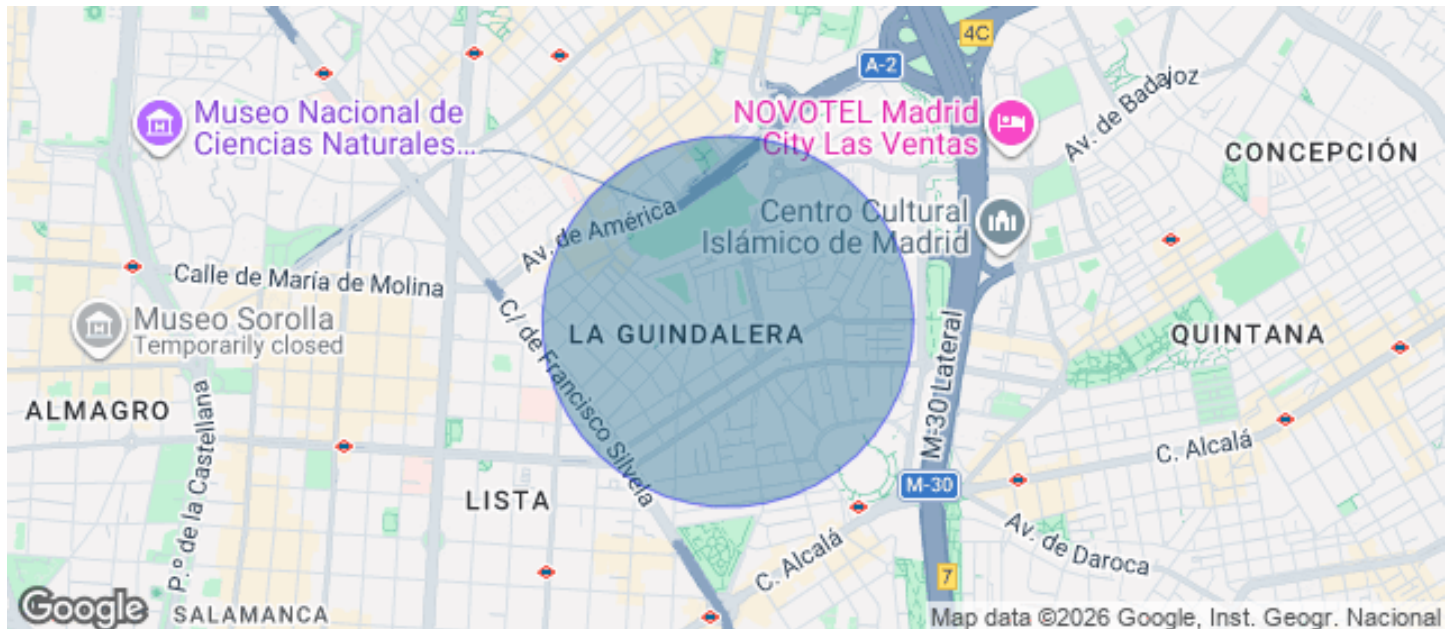 4C
A-2
Av. de Badajoz
Museo Nacional de
Ciencias Naturales...
NOVOTEL Madrid
City Las Ventas
CONCEPCIÓN
Av. de América
Centro Cultural
Islámico de Madrid
Calle de María de Molina
Museo Sorolla
Temporarily closed
C/ de Francisco Silvela
LA GUINDALERA
M-30 Lateral
QUINTANA
ALMAGRO
P.º de la Castellana
LISTA
C. Alcalá
M-30
Av. de Daroca
C. Alcalá
7
Google
SALAMANCA
Map data ©2026 Google, Inst. Geogr. Nacional